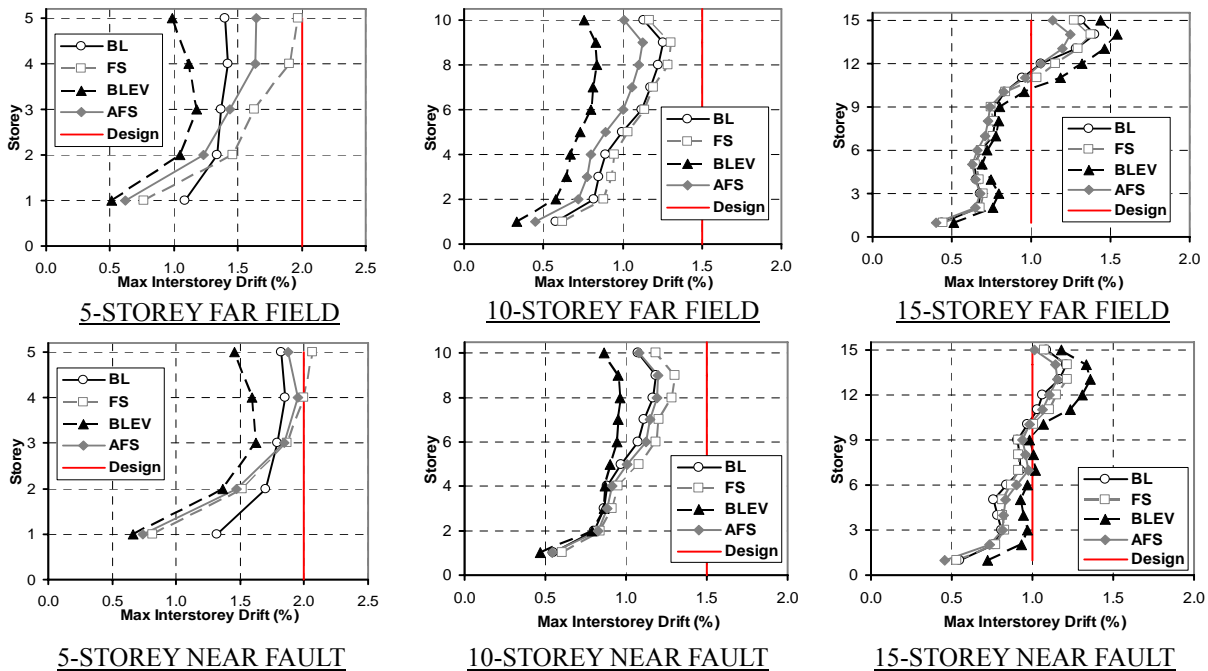 5
4
3
2
1
0.0 0.5 1.0 1.5 2.0 2.5
Storey
Max Interstorey Drift (%)
BL
FS
BLEV
AFS
Design
5-STOREY FAR FIELD
10
8
6
4
2
0
0.0 0.5 1.0 1.5 2.0
Storey
Max Interstorey Drift (%)
BL
FS
BLEV
AFS
Design
10-STOREY FAR FIELD
15
12
9
6
3
0
0.0 0.5 1.0 1.5 2.0
Storey
Max Interstorey Drift (%)
BL
FS
BLEV
AFS
Design
15-STOREY FAR FIELD
5
4
3
2
1
0
0.0 0.5 1.0 1.5 2.0 2.5
Storey
Max Interstorey Drift (%)
BL
FS
BLEV
AFS
Design
5-STOREY NEAR FAULT
10
8
6
4
2
0
0.0 0.5 1.0 1.5 2.0
Storey
Max Interstorey Drift (%)
BL
FS
BLEV
AFS
Design
10-STOREY NEAR FAULT
15
12
9
6
3
0
0.0 0.5 1.0 1.5 2.0
Storey
Max Interstorey Drift (%)
BL
FS
BLEV
AFS
Design
15-STOREY NEAR FAULT